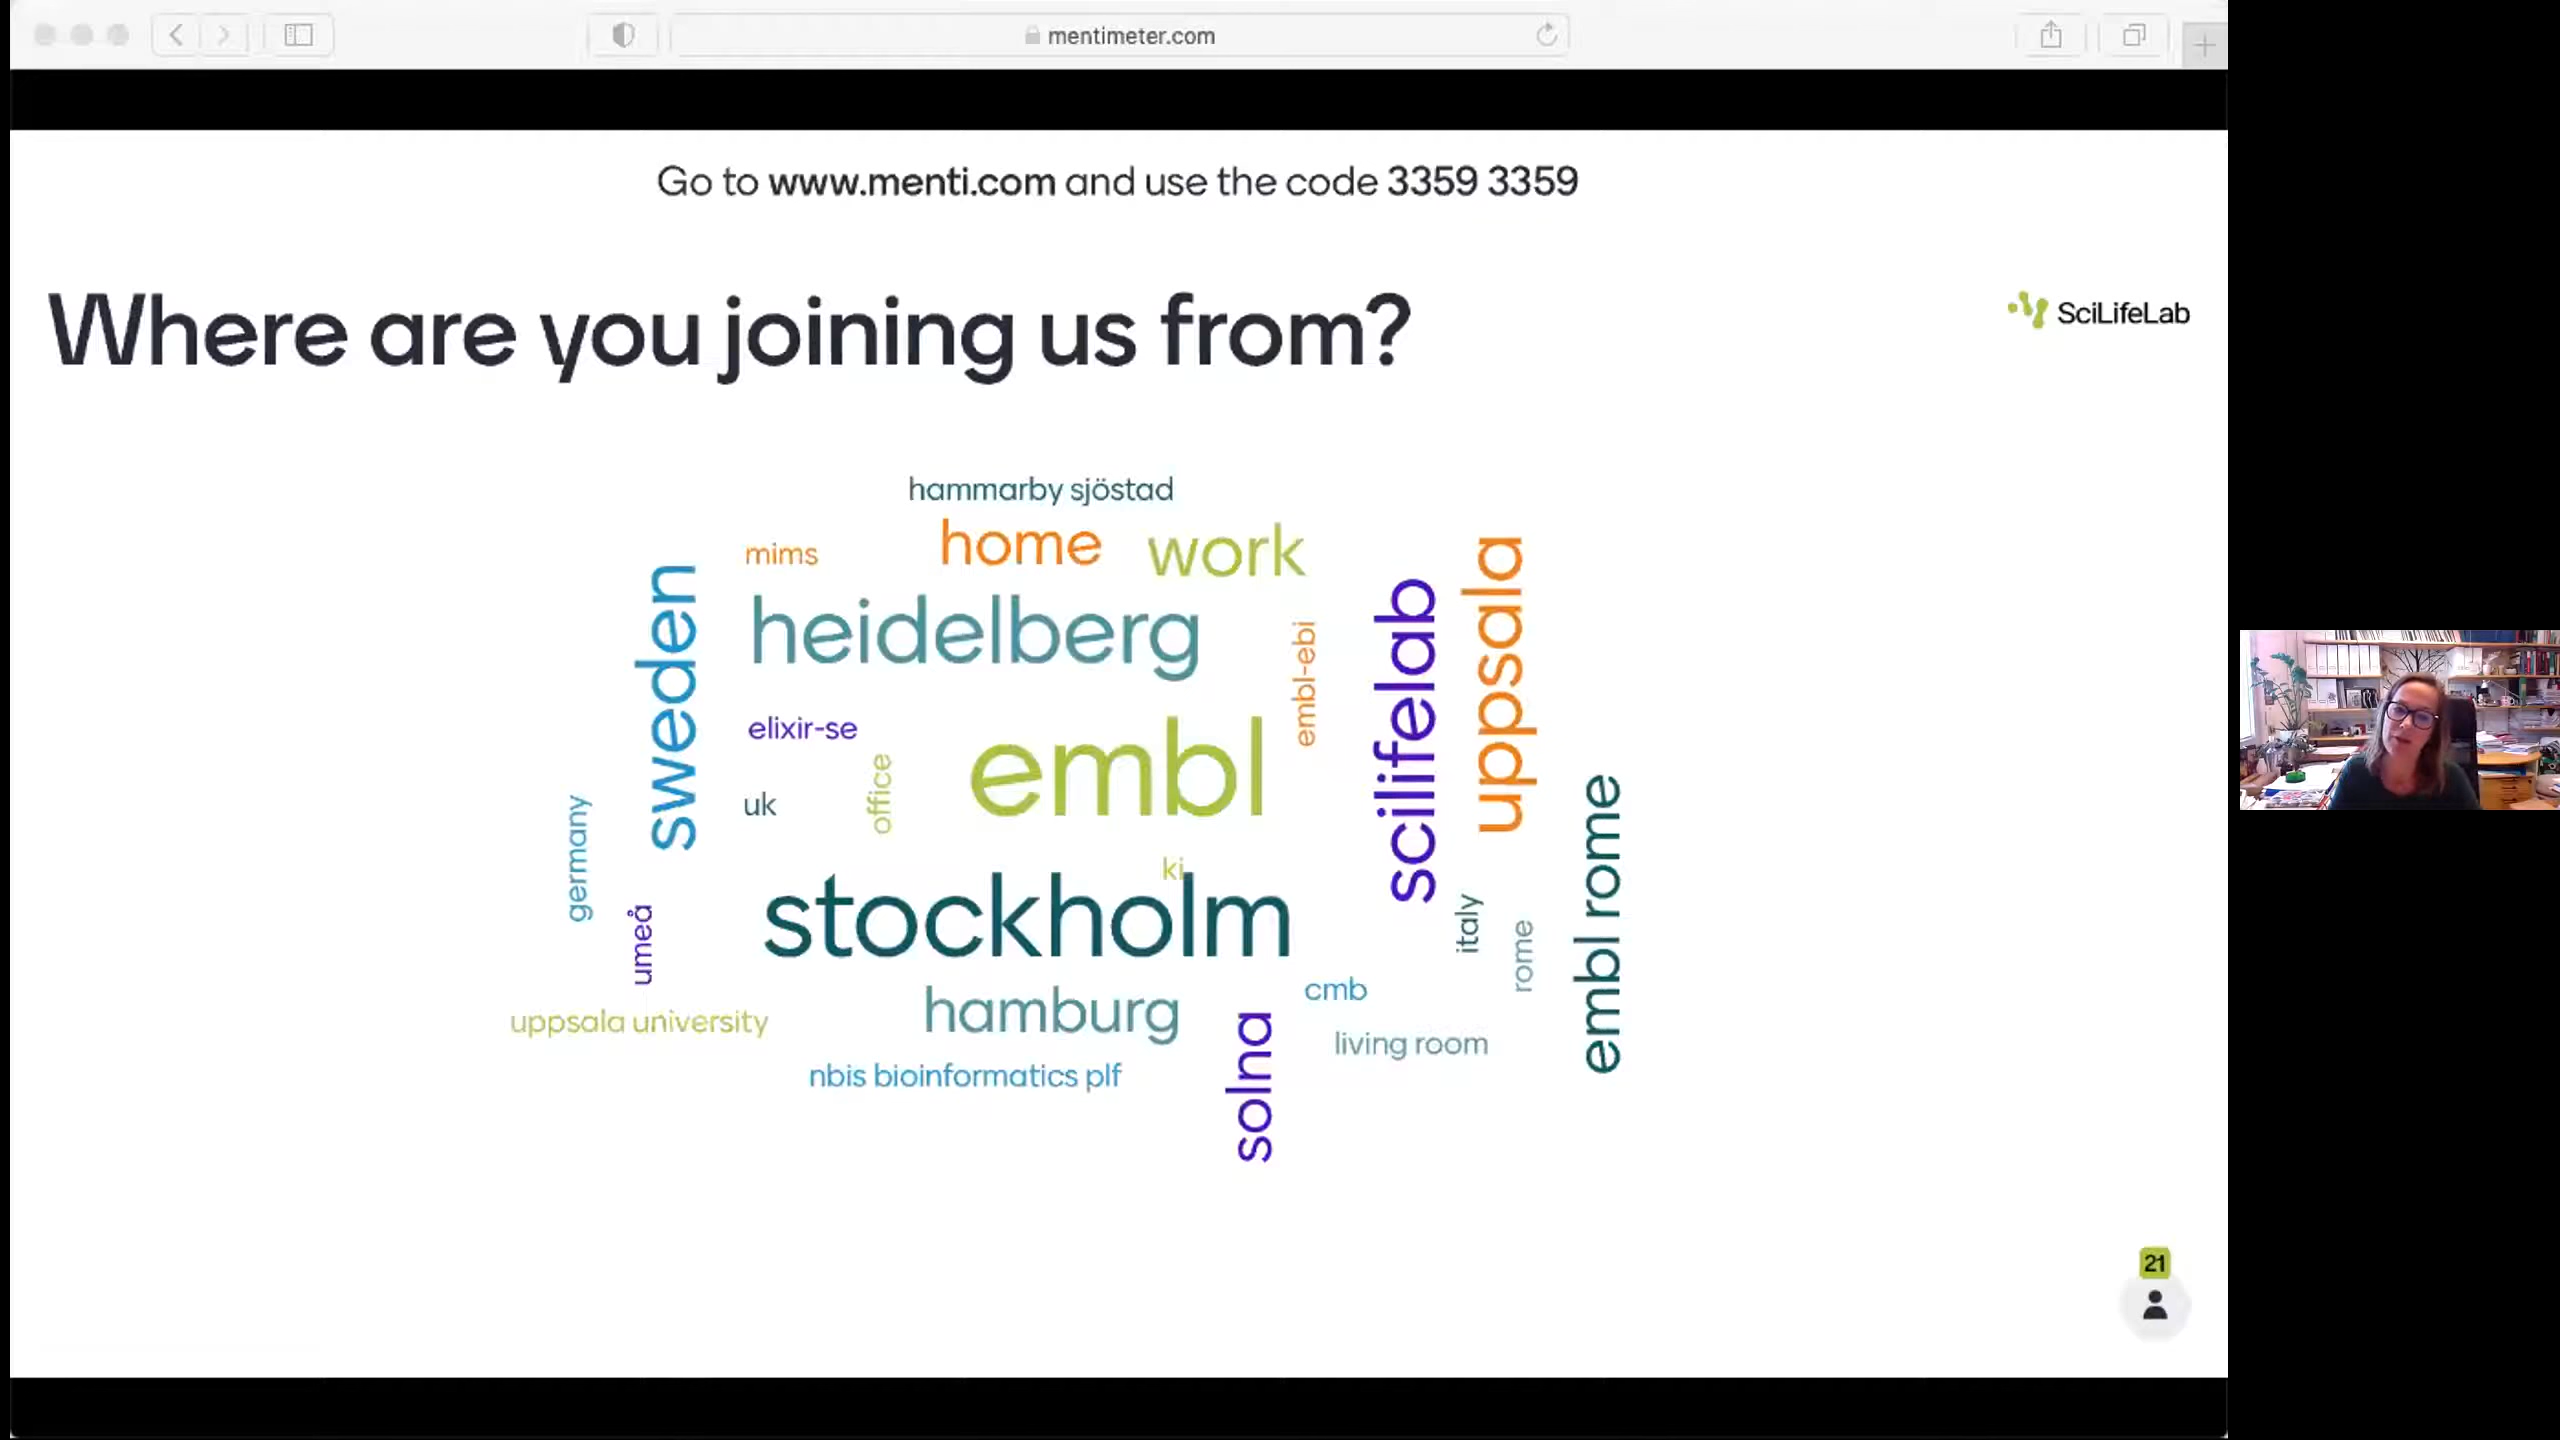 mentimeter.com
Go to www.menti.com and use the code 3359 3359
Where are you joining us from?
SciLifeLab
hammarby sjöstad
mims
home
work
sweden
heidelberg
embl-ebi
scilifelab
uppsala
elixir-se
office
embl
uk
germany
umeå
ki
stockholm
italy
rome
embl rome
cmb
uppsala university
hamburg
solna
living room
nbis bioinformatics plf
21